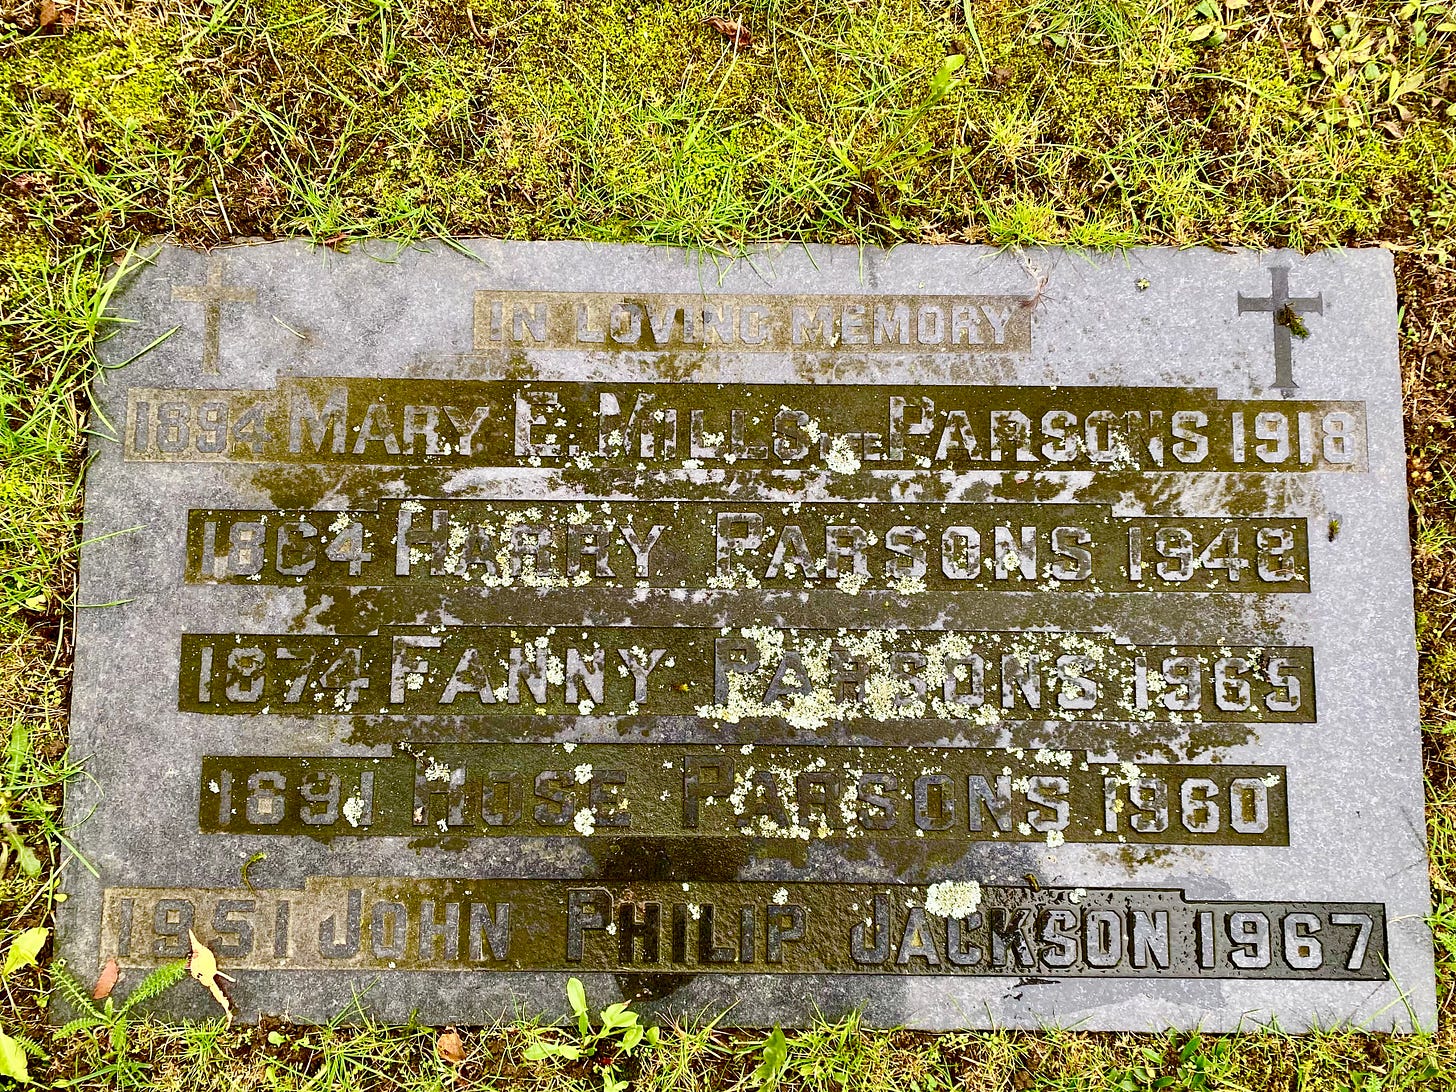 IN LOVING MEMORY
1894 MARY E. MILLS NEE PARSONS 1918
1864 HARRY PARSONS 1948
1874 FANNY PARSONS 1965
1891 ROSE PARSONS 1960
1951 JOHN PHILIP JACKSON 1967